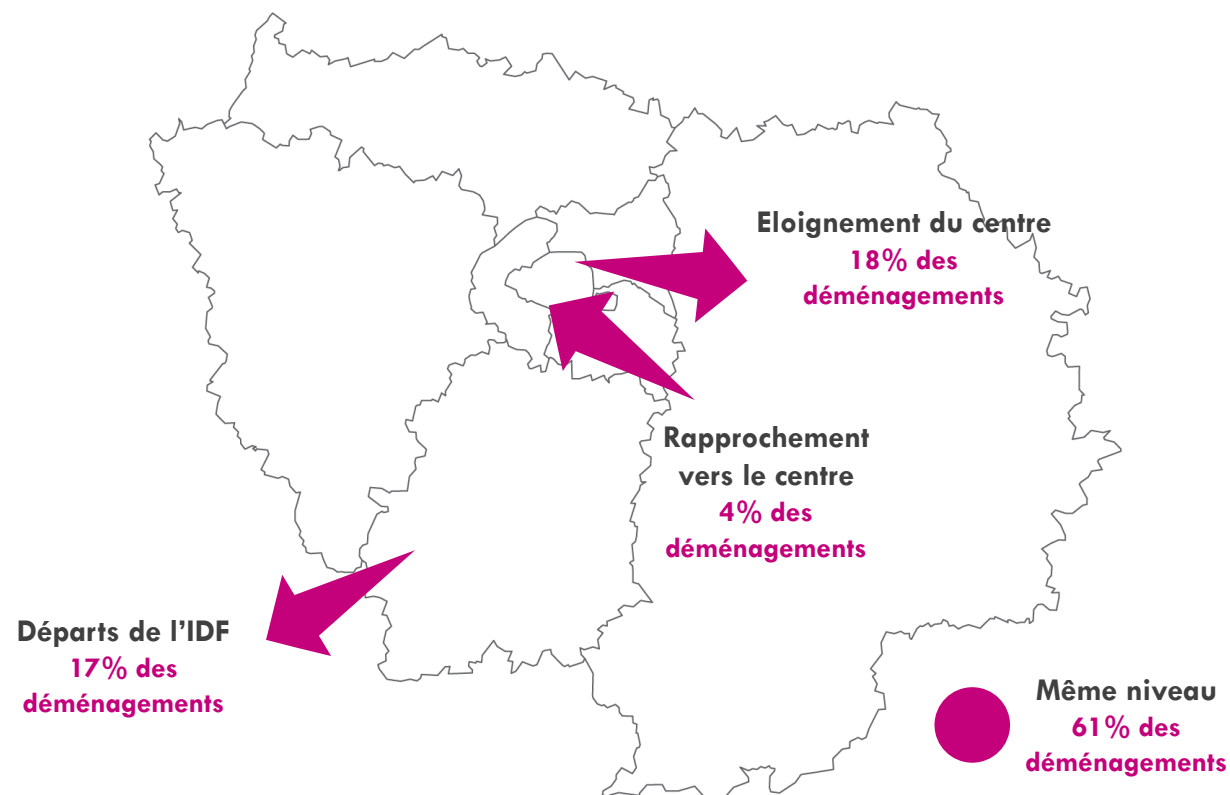 Eloignement du centre
18% des
déménagements
Rapprochement
vers le centre
4% des
déménagements
Départs de l'IDF
17% des
déménagements
Même niveau
61% des
déménagements